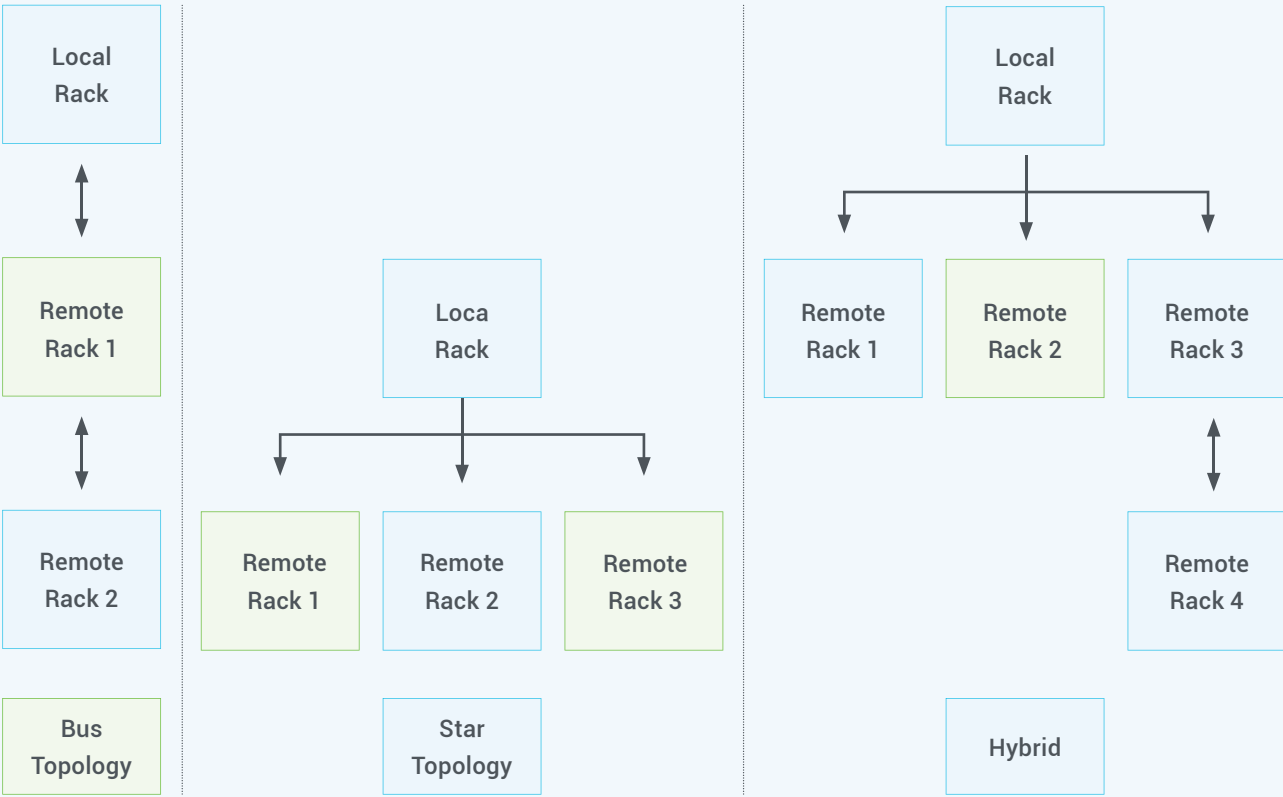 Local
Rack
Remote
Rack 1
Remote
Rack 2
Bus
Topology
Loca
Rack
Remote
Rack 1
Remote
Rack 2
Remote
Rack 3
Star
Topology
Local
Rack
Remote
Rack 1
Remote
Rack 2
Remote
Rack 3
Remote
Rack 4
Hybrid